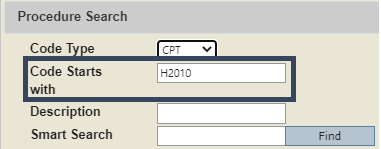 Procedure Search
Code Type CPT
Code Starts with H2010
Description
Smart Search Find